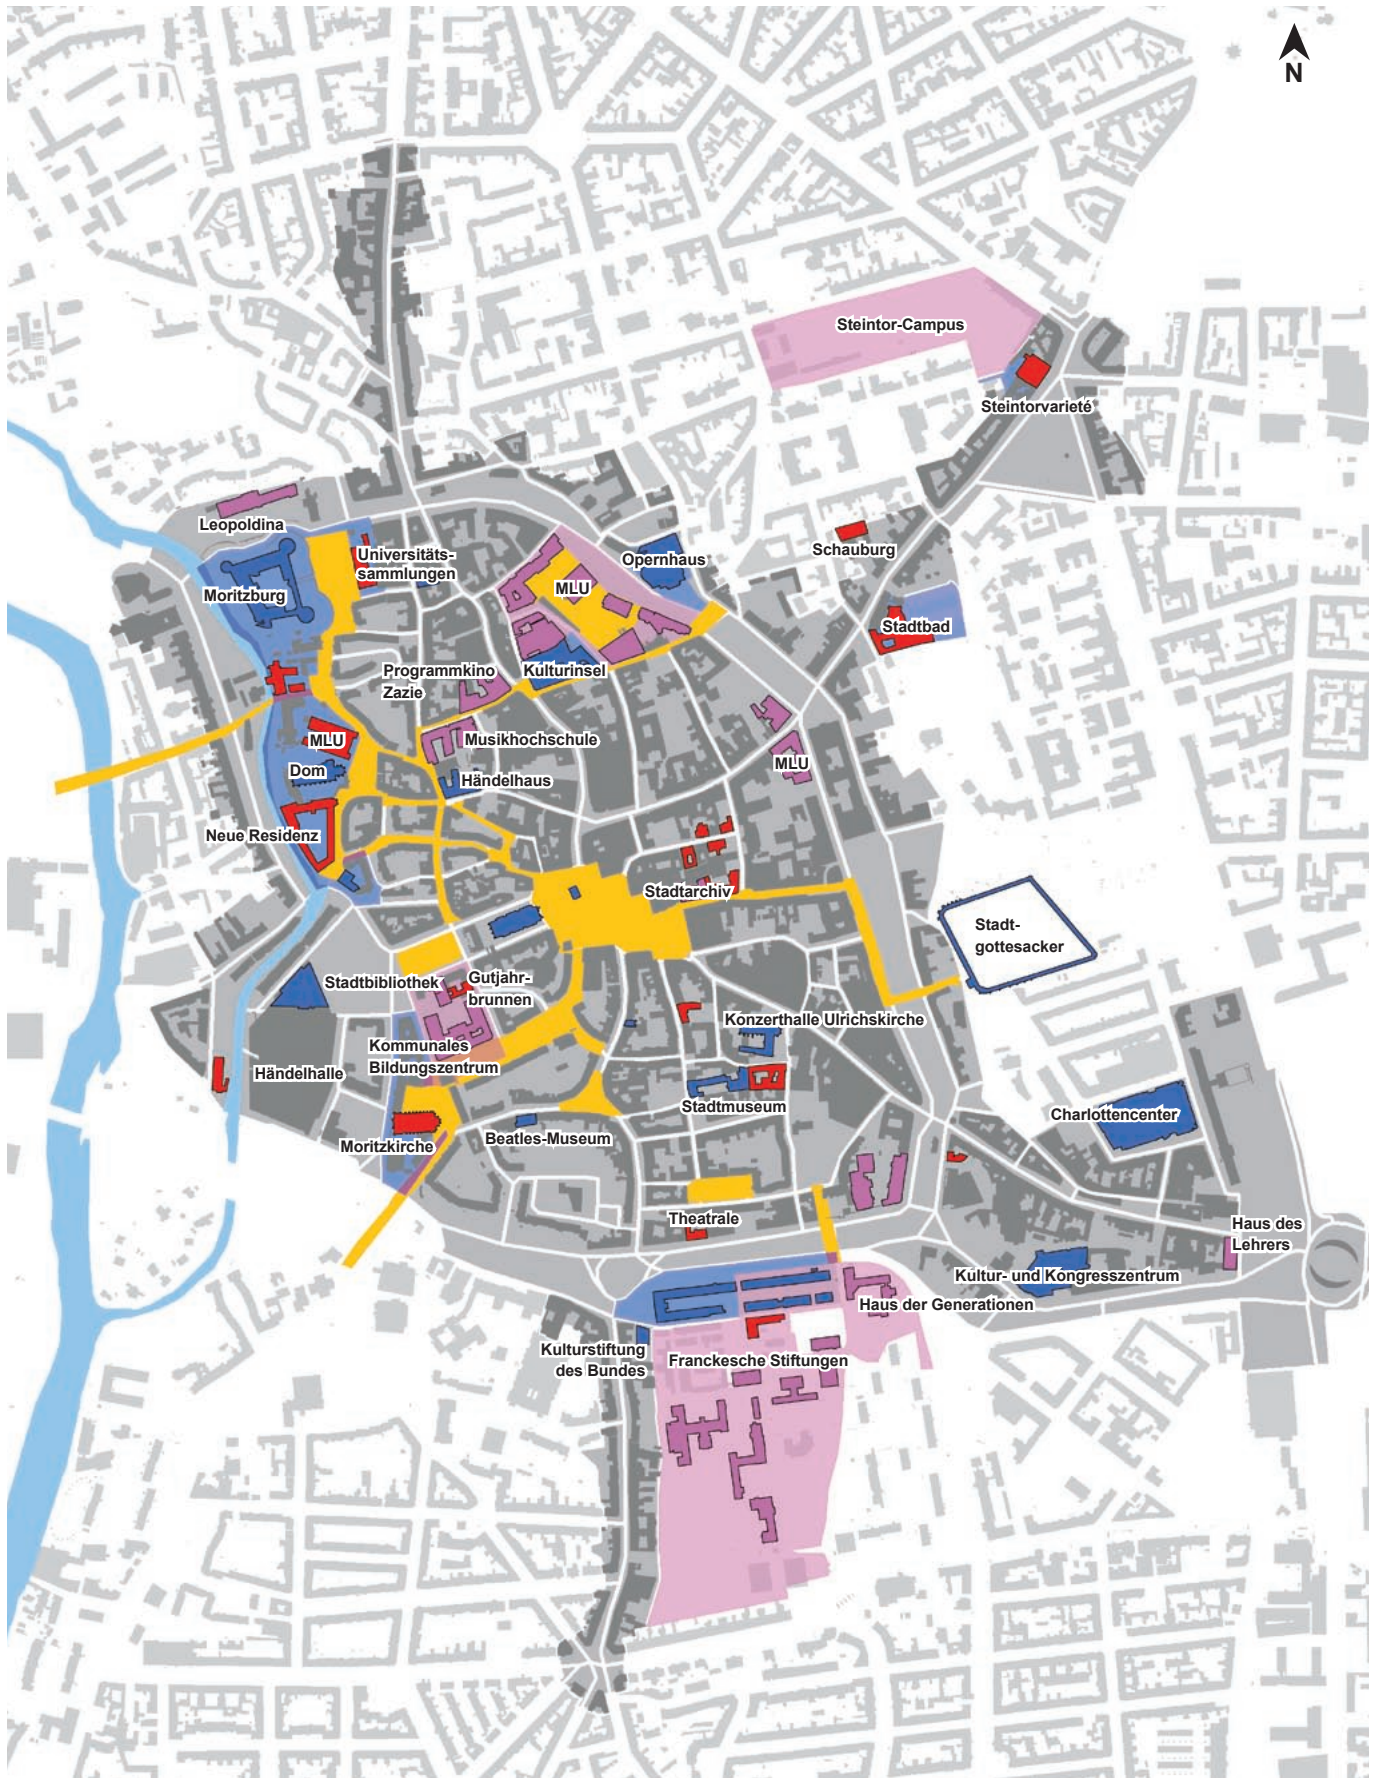 N
Steintor-Campus
Steintorvarieté
Leopoldina
Universitäts-
sammlungen
Moritzburg
MLU
Opernhaus
Schauburg
Stadtbad
Programmkino
Zazie
Kulturinsel
Musikhochschule
MLU
Dom
Händelhaus
MLU
Neue Residenz
Stadtarchiv
Stadt-
gottesacker
Stadtbibliothek
Gutjahr-
brunnen
Konzerthalle Ulrichskirche
Kommunales
Bildungszentrum
Händelhalle
Stadtmuseum
Charlottencenter
Moritzkirche
Beatles-Museum
Theatrale
Haus des
Lehrers
Kultur- und Kongresszentrum
Haus der Generationen
Kulturstiftung
des Bundes
Franckesche Stiftungen